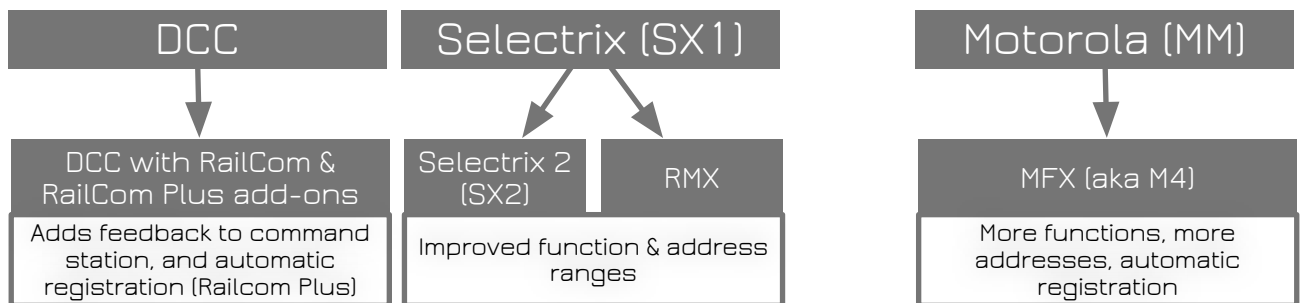 DCC
Selectrix (SX1)
Motorola (MM)
DCC with RailCom &
RailCom Plus add-ons
Selectrix 2
(SX2)
RMX
MFX (aka M4)
Adds feedback to command
station, and automatic
registration (Railcom Plus)
Improved function & address
ranges
More functions, more
addresses, automatic
registration